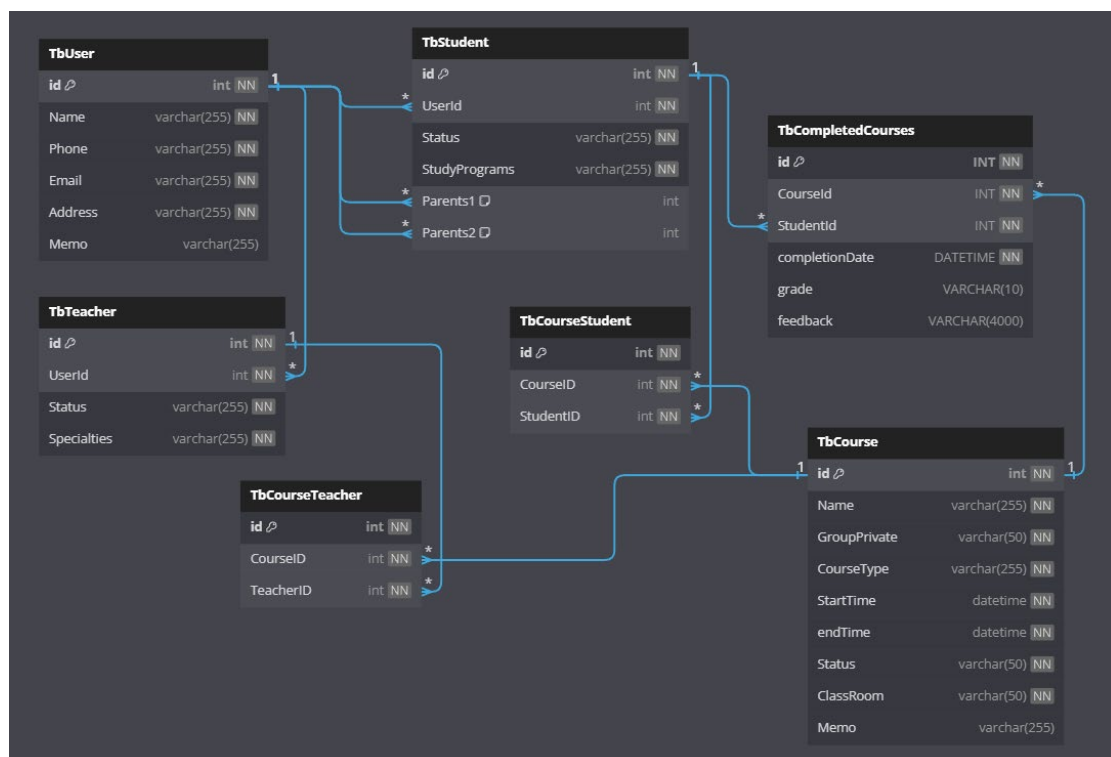 TbUser
id int NN
Name varchar(255) NN
Phone varchar(255) NN
Email varchar(255) NN
Address varchar(255) NN
Memo varchar(255)
1
TbStudent
id int NN
UserId int NN
Status varchar(255) NN
StudyPrograms varchar(255) NN
Parents1 int
Parents2 int
1
*
*
*
TbCompletedCourses
id INT NN
CourseId INT NN
StudentId INT NN
completionDate DATETIME NN
grade VARCHAR(10)
feedback VARCHAR(4000)
*
*
TbTeacher
id int NN
UserId int NN
Status varchar(255) NN
Specialties varchar(255) NN
1
*
TbCourseStudent
id int NN
CourseID int NN
StudentID int NN
*
*
TbCourseTeacher
id int NN
CourseID int NN
TeacherID int NN
*
*
TbCourse
1
id int NN
1
Name varchar(255) NN
GroupPrivate varchar(50) NN
CourseType varchar(255) NN
StartTime datetime NN
endTime datetime NN
Status varchar(50) NN
ClassRoom varchar(50) NN
Memo varchar(255)